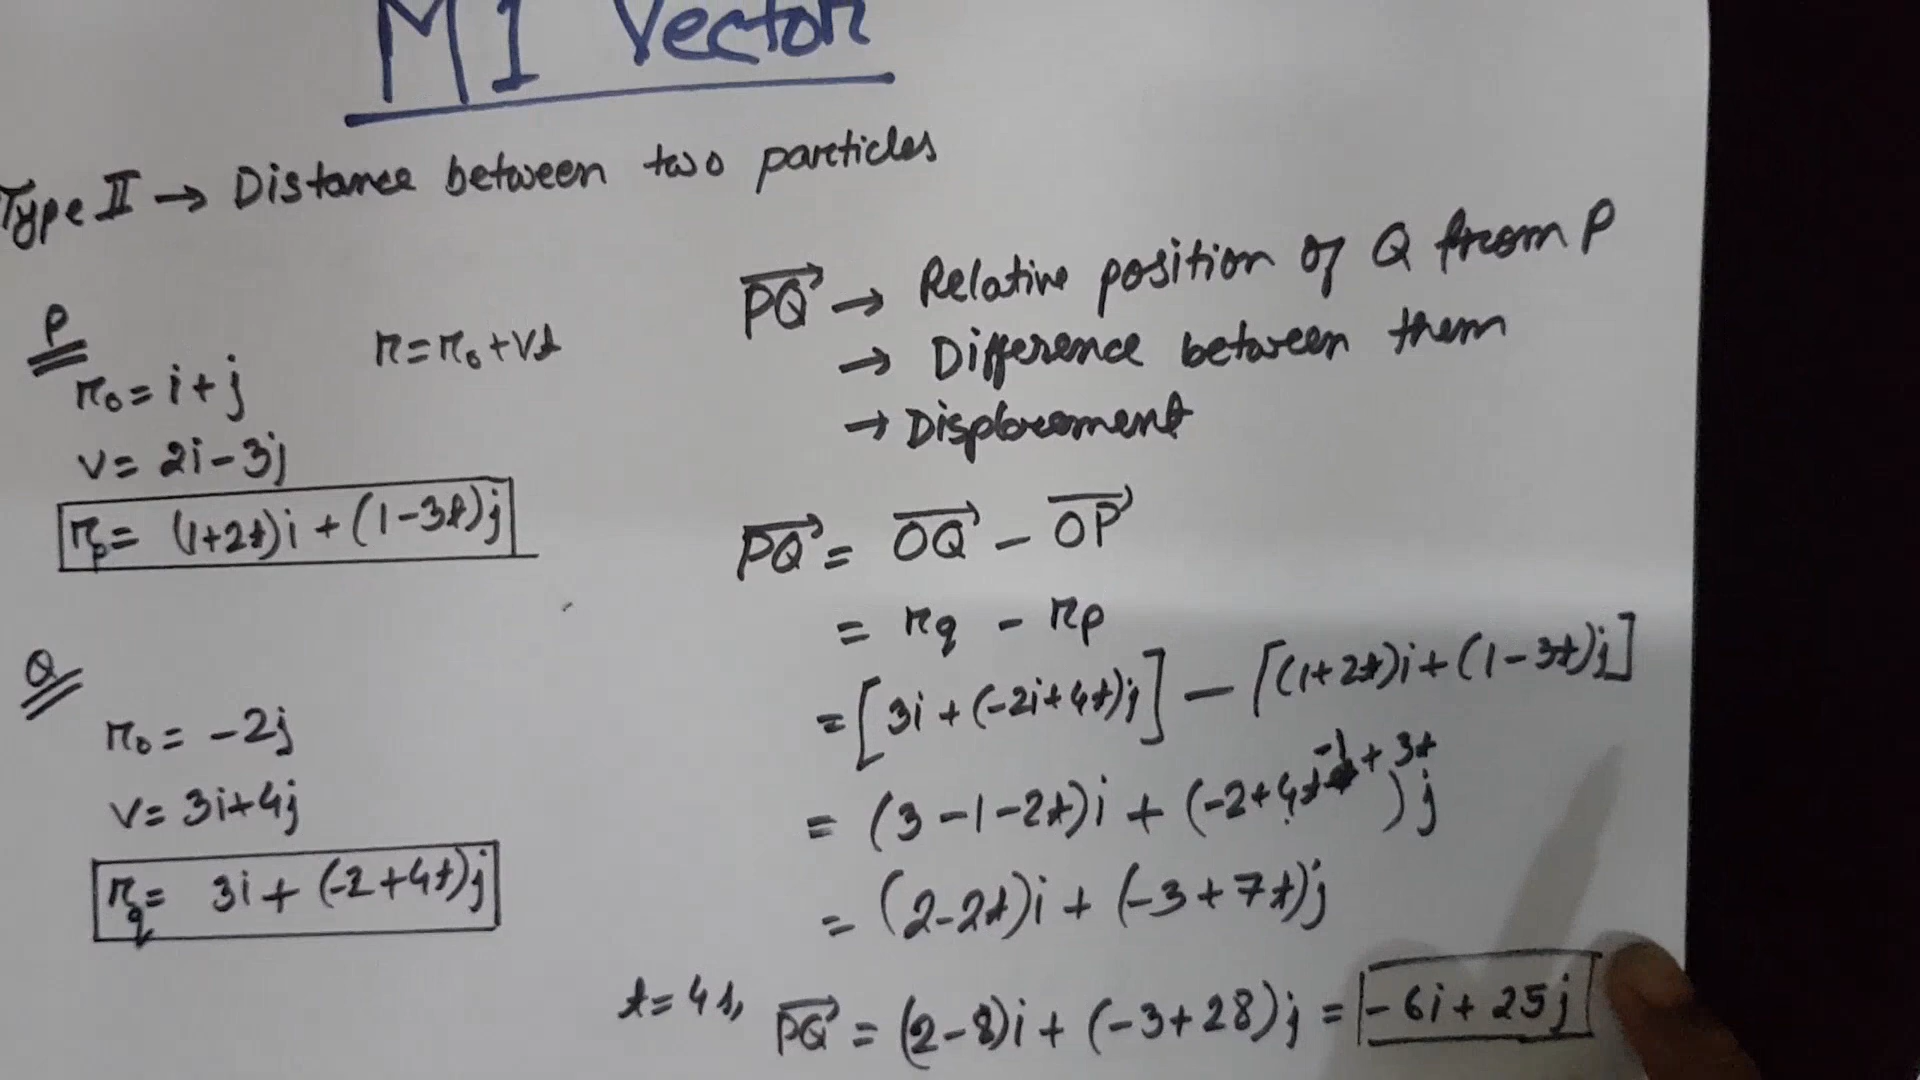 M1 Vector
Type II → Distance between two particles
P
r₀ = i + j
r = r₀ + vt
v = 2i - 3j
rₚ = (1+2t)i + (1-3t)j
Q
r₀ = -2j
v = 3i+4j
r_q = 3i + (-2+4t)j
PQ → Relative position of Q from P
→ Difference between them
→ Displacement
PQ = OQ - OP
= r_q - rₚ
= [3i + (-2i+4t)j] - [(1+2t)i + (1-3t)j]
= (3-1-2t)i + (-2+4t-1+3t)j
= (2-2t)i + (-3+7t)j
t = 4s, PQ = (2-8)i + (-3+28)j = -6i + 25j